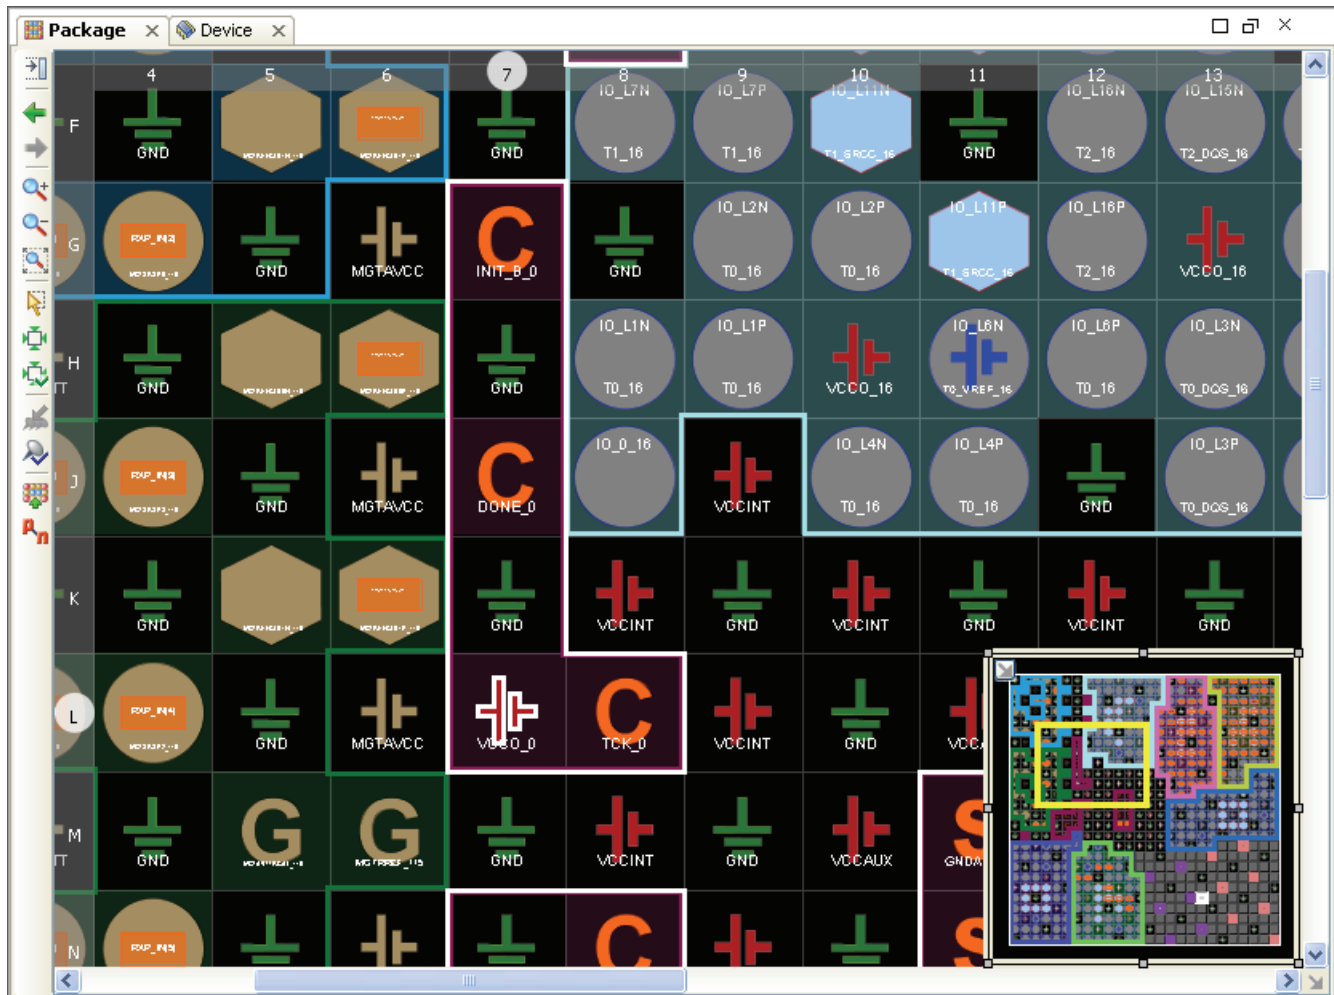 Package
Device
4 5 6 7 8 9 10 11 12 13
F
GND
GND
IO_L7N
T1_16
IO_L7P
T1_16
IO_L11N
T1_SRCC_16
GND
IO_L16N
T2_16
IO_L15N
T2_DQS_16
G
GND
MGTAVCC
INIT_B_0
GND
IO_L2N
T0_16
IO_L2P
T0_16
IO_L11P
T1_SRCC_16
IO_L16P
T2_16
VCCO_16
H
TT
GND
GND
IO_L1N
T0_16
IO_L1P
T0_16
VCCO_16
IO_L6N
T0_VREF_16
IO_L6P
T0_16
IO_L3N
T0_DQS_16
J
GND
MGTAVCC
DONE_0
IO_0_16
VCCINT
IO_L4N
T0_16
IO_L4P
T0_16
GND
IO_L3P
T0_DQS_16
K
GND
GND
VCCINT
GND
VCCINT
GND
VCCINT
GND
L
GND
MGTAVCC
VCCO_0
C
TCK_0
VCCINT
GND
M
TT
GND
G
G
GND
VCCINT
GND
VCCAUX
N
C